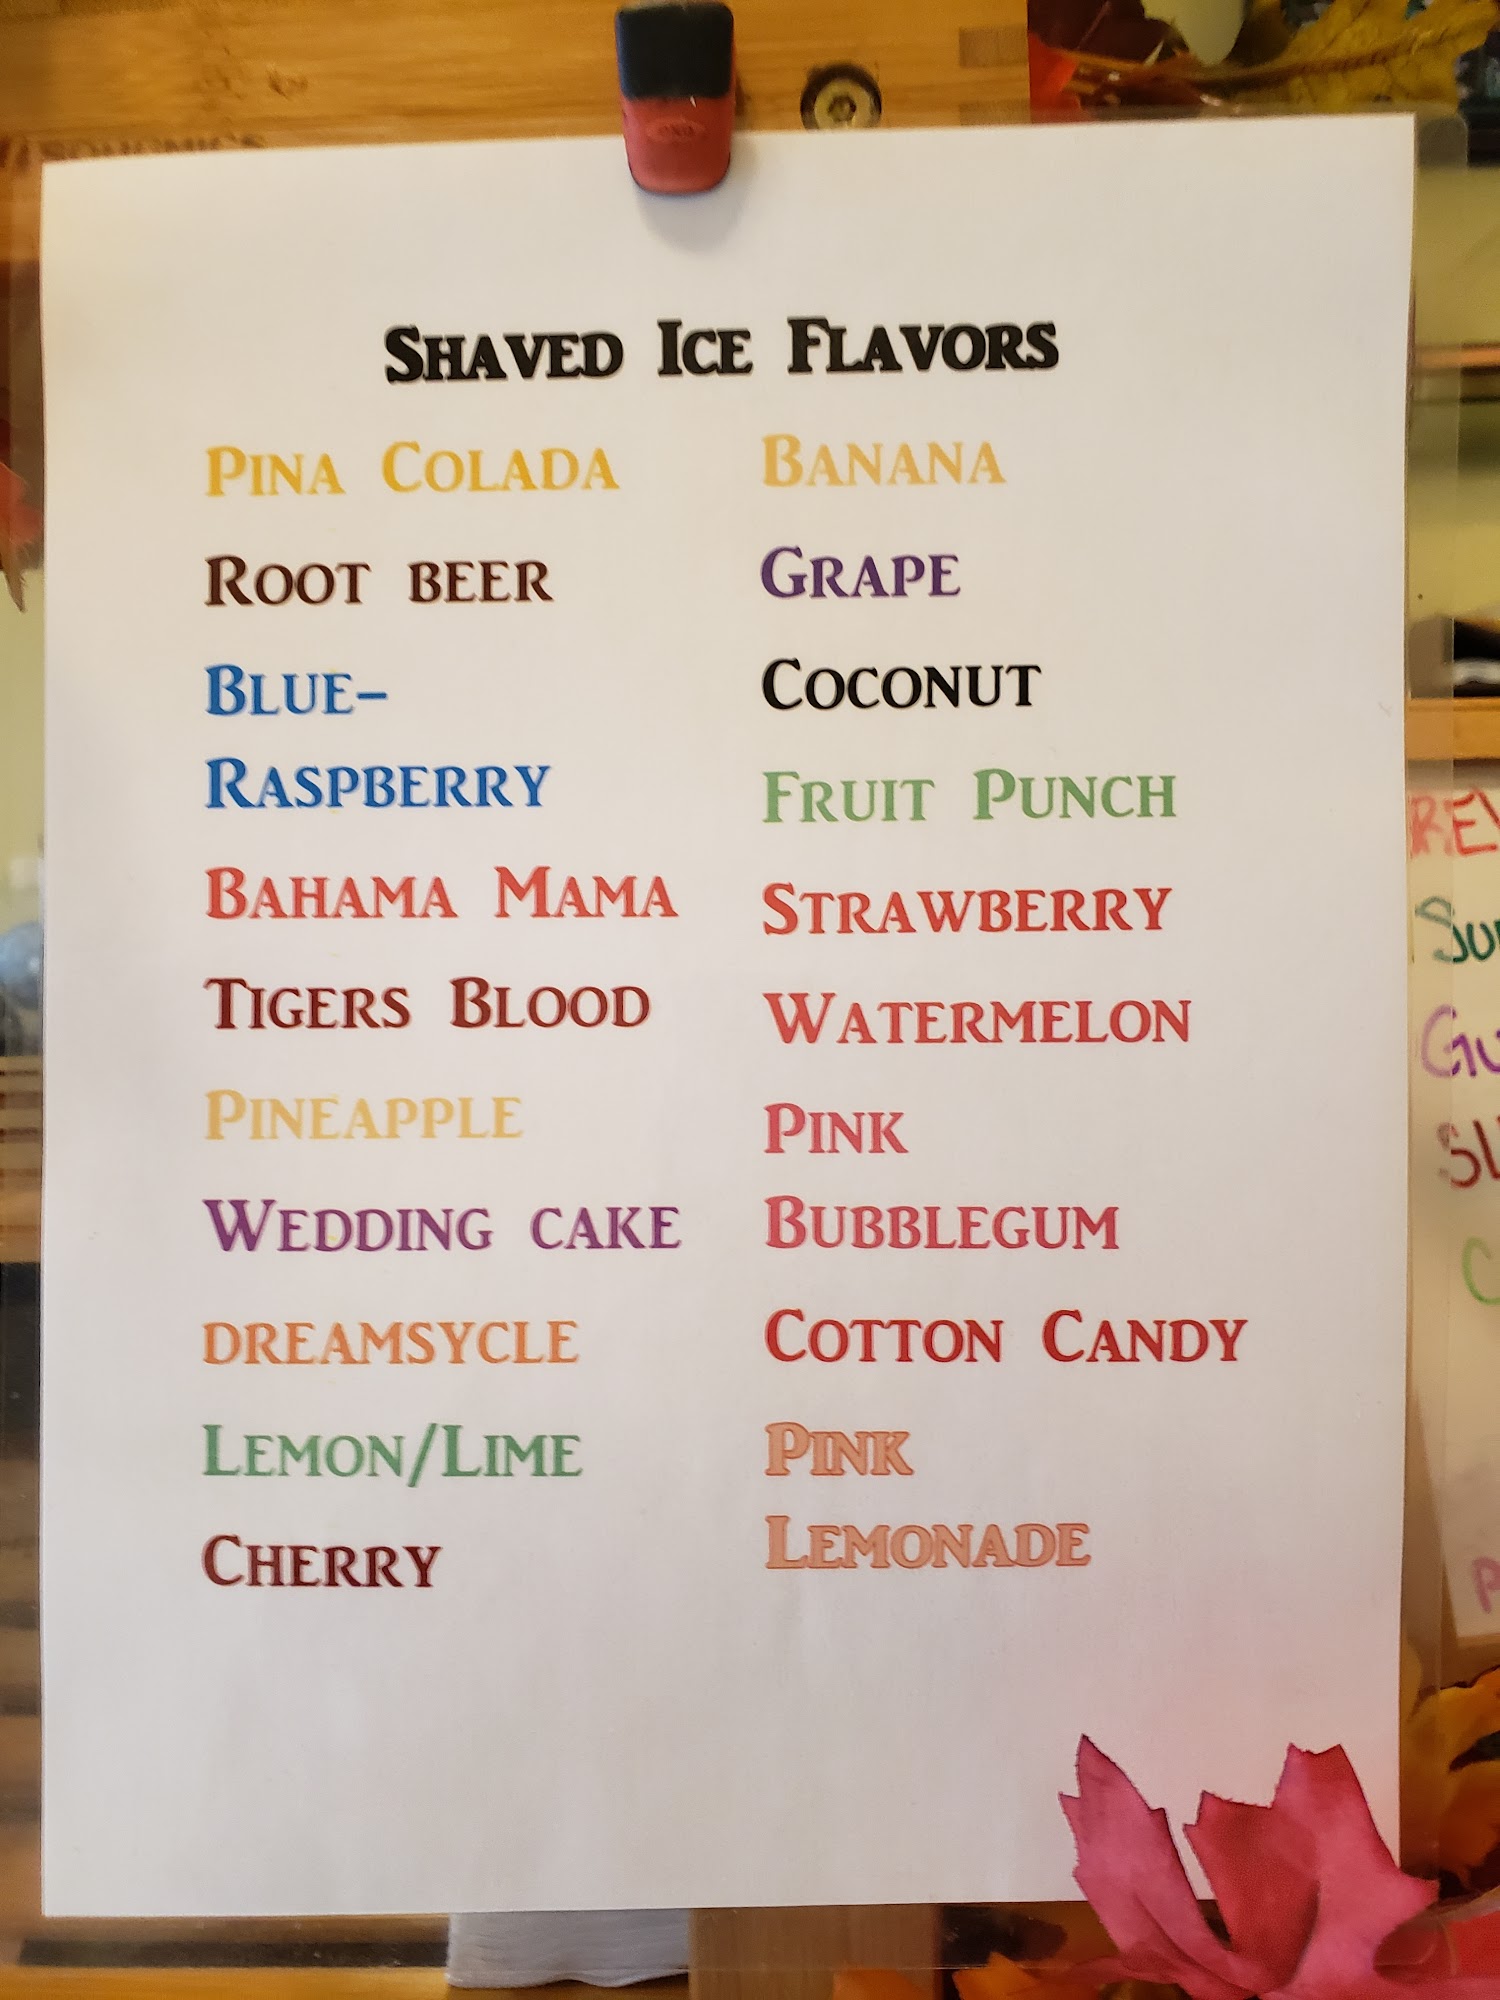 Shaved Ice Flavors
Pina Colada
Root beer
Blue-
Raspberry
Bahama Mama
Tigers Blood
Pineapple
Wedding cake
dreamsycle
Lemon/Lime
Cherry
Banana
Grape
Coconut
Fruit Punch
Strawberry
Watermelon
Pink
Bubblegum
Cotton Candy
Pink
Lemonade
OXO